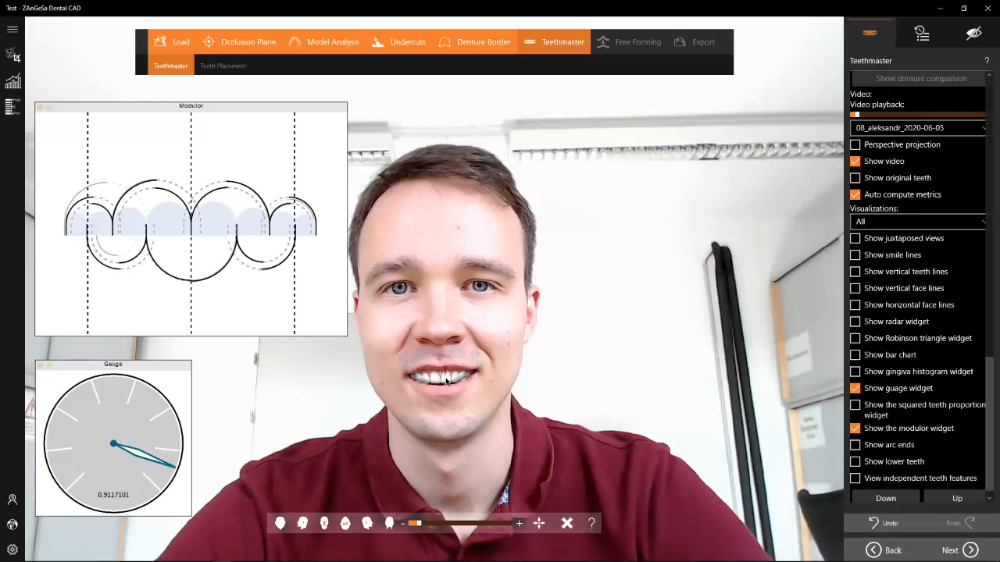 Test - ZAnGeSa Dental CAD
Load
Occlusion Plane
Model Analysis
Undercuts
Denture Border
Teethmaster
Free Forming
Export
Teethmaster
Teeth Placement
Modulor
Gauge
0.9117101
Teethmaster
?
Show denture comparison
Video:
Video playback:
08_aleksandr_2020-06-05
Perspective projection
Show video
Show original teeth
Auto compute metrics
Visualizations:
All
Show juxtaposed views
Show smile lines
Show vertical teeth lines
Show vertical face lines
Show horizontal face lines
Show radar widget
Show Robinson triangle widget
Show bar chart
Show gingiva histogram widget
Show guage widget
Show the squared teeth proportion
widget
Show the modulor widget
Show arc ends
Show lower teeth
View independent teeth features
Down
Up
Undo
Redo
Back
Next
- + ?